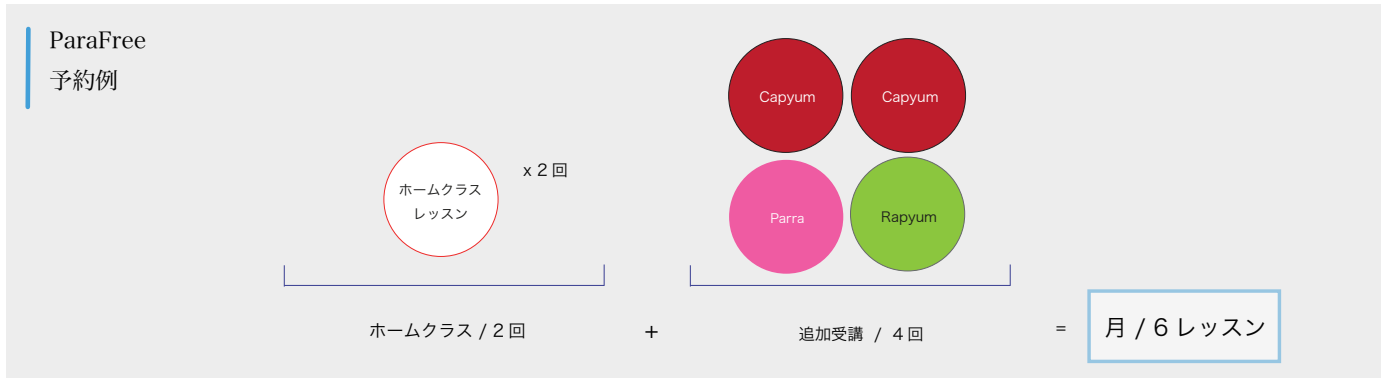 ParaFree
予約例
ホームクラス
レッスン
x 2 回
Capyum
Capyum
Parra
Rapyum
ホームクラス / 2 回
+
追加受講 / 4 回
=
月 / 6 レッスン